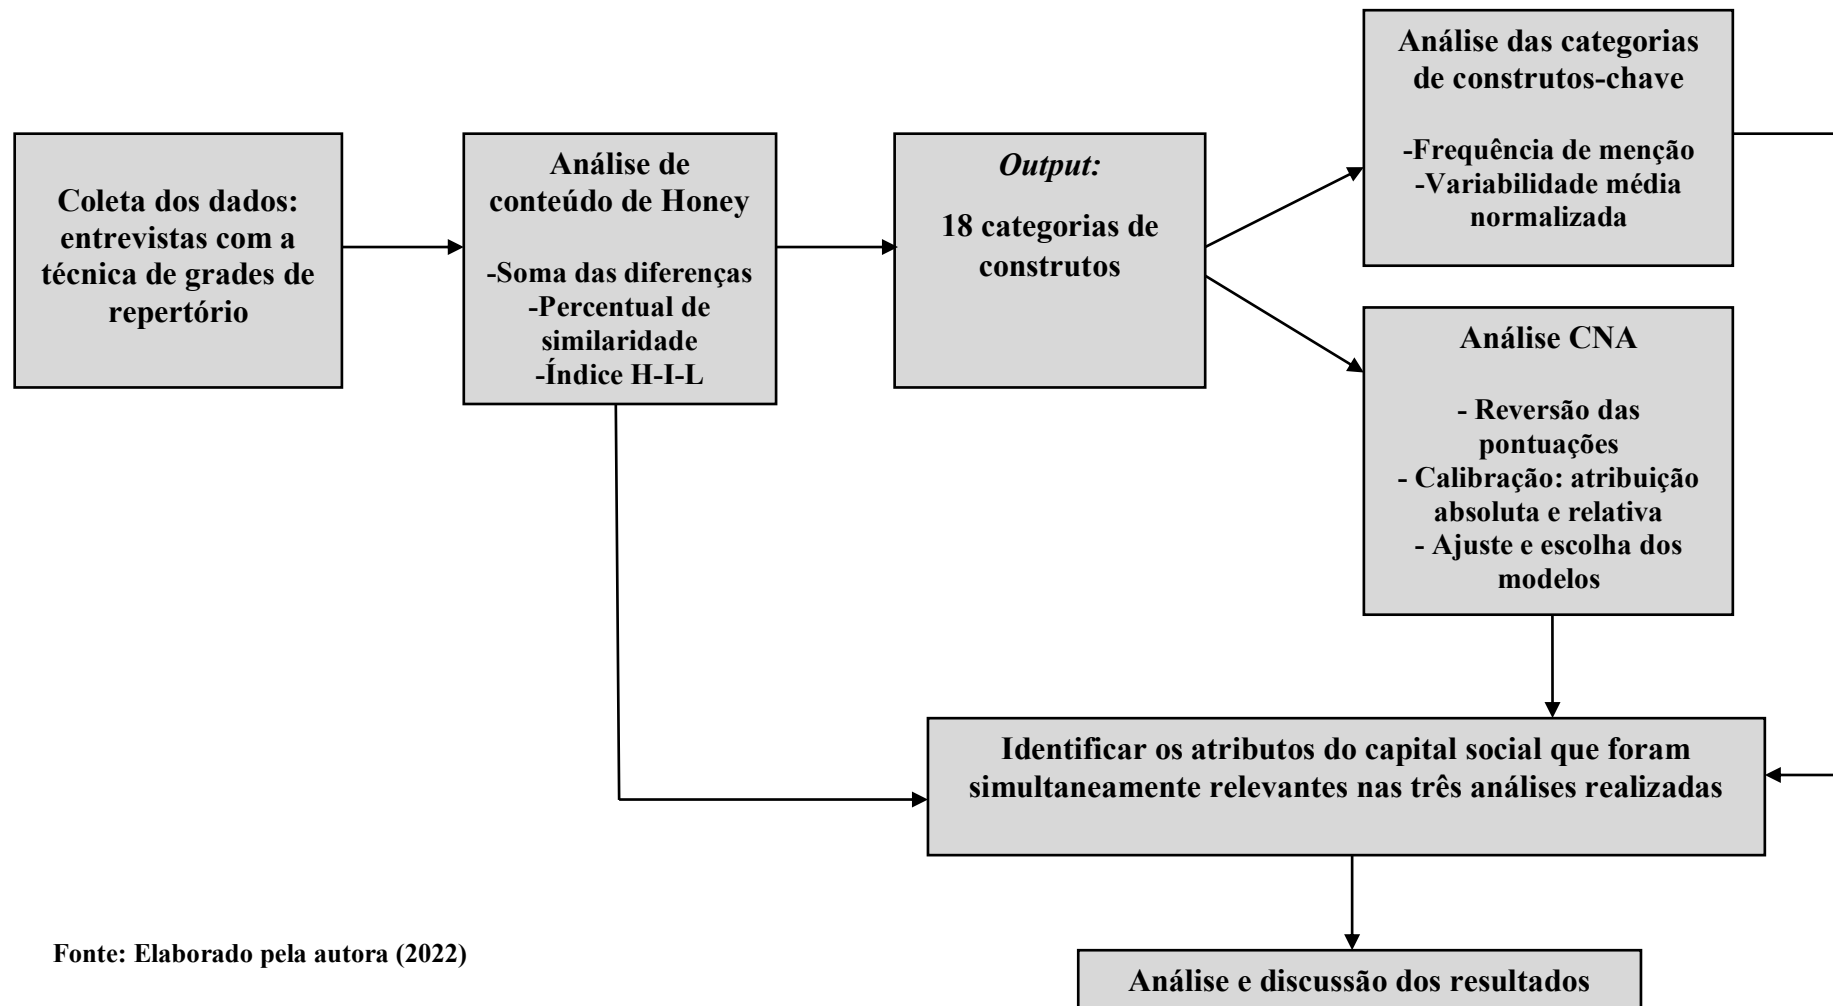 Coleta dos dados:
entrevistas com a
técnica de grades de
repertório
Análise de
conteúdo de Honey
-Soma das diferenças
-Percentual de
similaridade
-Índice H-I-L
Output:
18 categorias de
construtos
Análise das categorias
de construtos-chave
-Frequência de menção
-Variabilidade média
normalizada
Análise CNA
- Reversão das
pontuações
- Calibração: atribuição
absoluta e relativa
- Ajuste e escolha dos
modelos
Identificar os atributos do capital social que foram
simultaneamente relevantes nas três análises realizadas
Análise e discussão dos resultados
Fonte: Elaborado pela autora (2022)